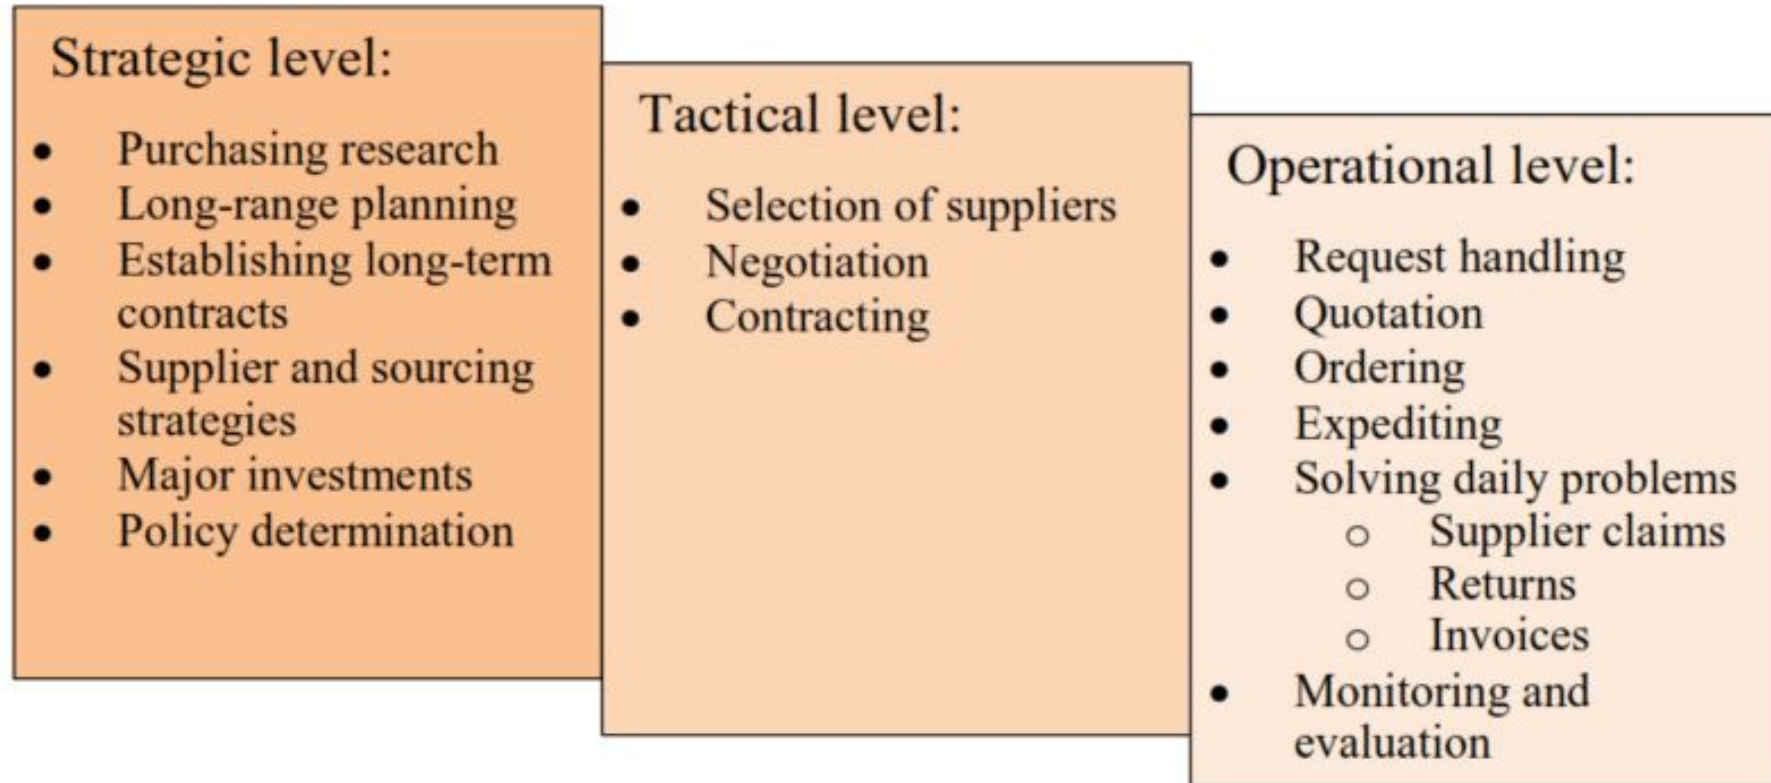 Strategic level:
• Purchasing research
• Long-range planning
• Establishing long-term
contracts
• Supplier and sourcing
strategies
• Major investments
• Policy determination
Tactical level:
• Selection of suppliers
• Negotiation
• Contracting
Operational level:
• Request handling
• Quotation
• Ordering
• Expediting
• Solving daily problems
o Supplier claims
o Returns
o Invoices
• Monitoring and
evaluation